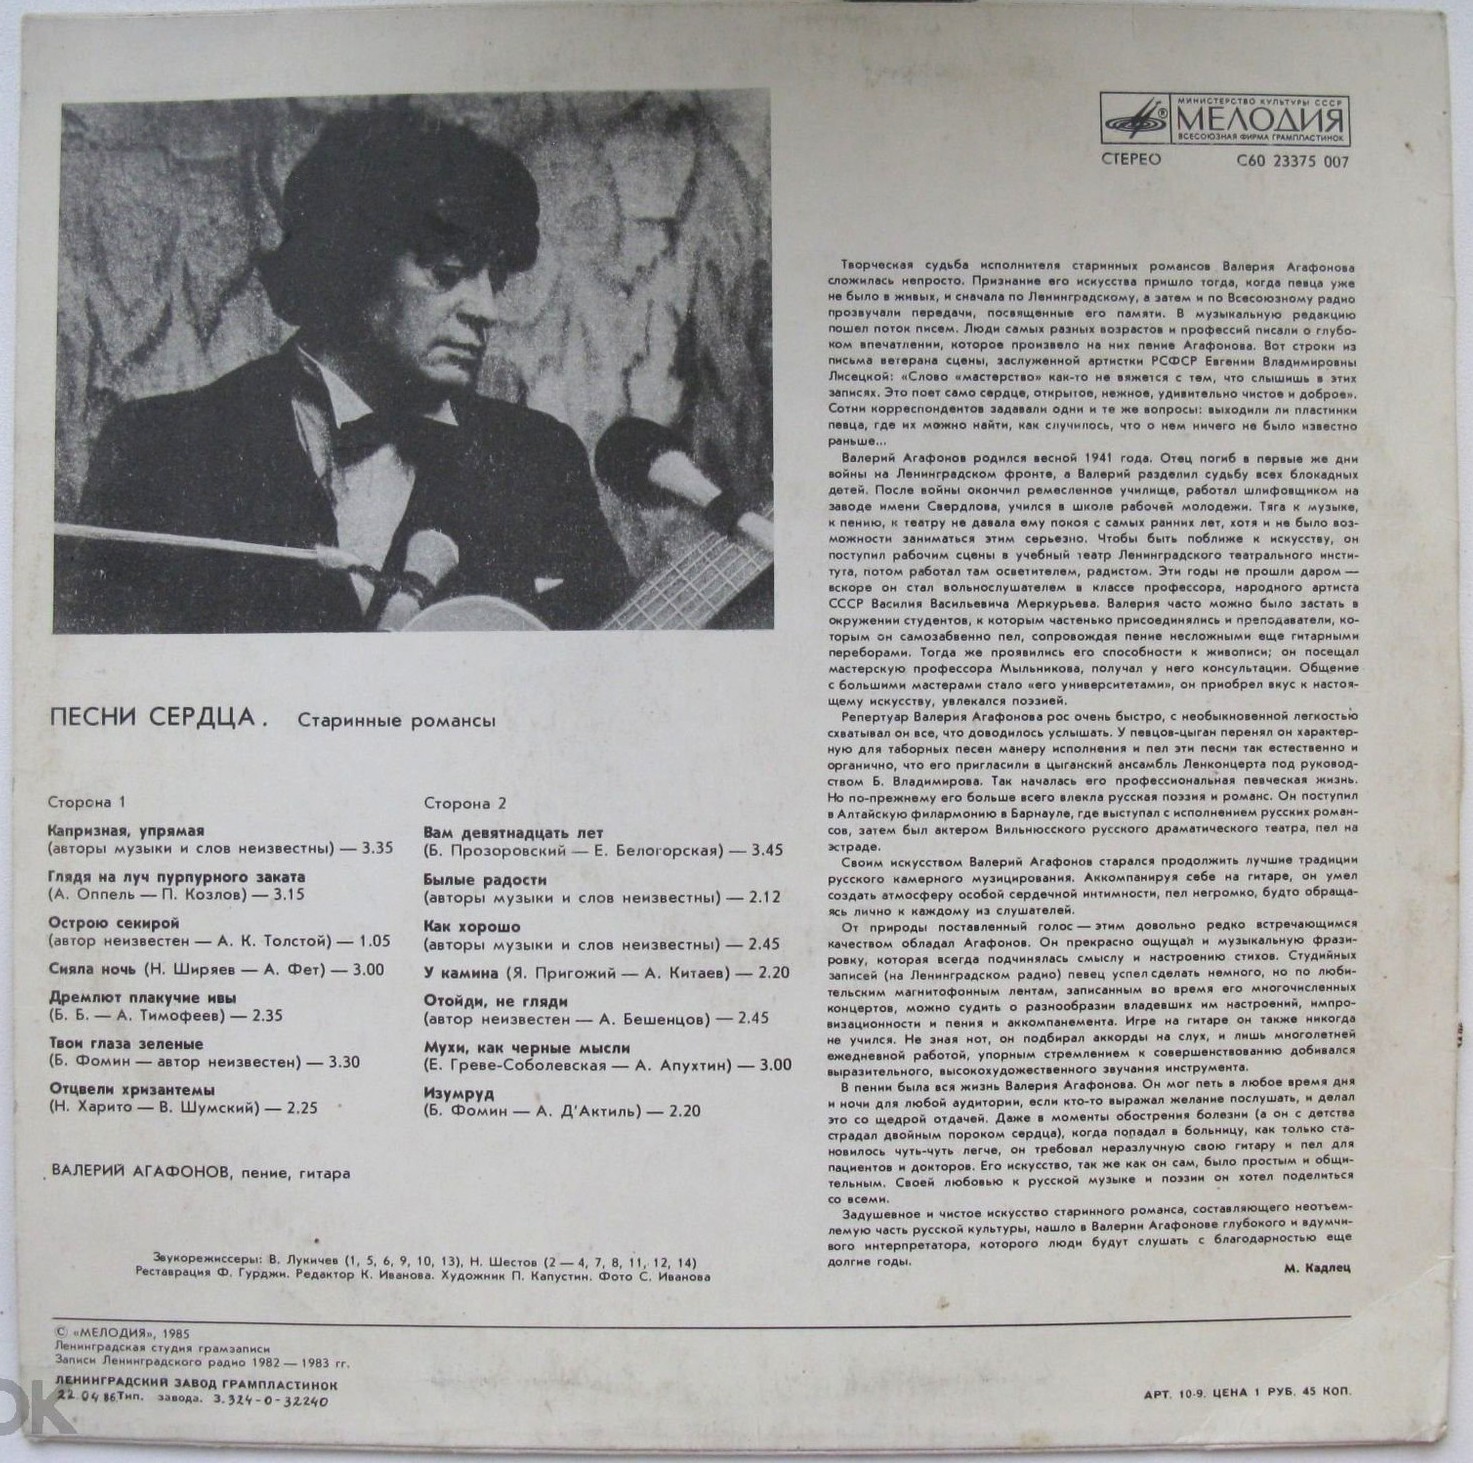 МИНИСТЕРСТВО КУЛЬТУРЫ СССР
МЕЛОДИЯ
ВСЕСОЮЗНАЯ ФИРМА ГРАМПЛАСТИНОК
СТЕРЕО С60 23375 007
ПЕСНИ СЕРДЦА. Старинные романсы
Сторона 1
Капризная, упрямая
(авторы музыки и слов неизвестны) — 3.35
Глядя на луч пурпурного заката
(А. Оппель — П. Козлов) — 3.15
Острою секирой
(автор неизвестен — А. К. Толстой) — 1.05
Сияла ночь (Н. Ширяев — А. Фет) — 3.00
Дремлют плакучие ивы
(Б. Б. — А. Тимофеев) — 2.35
Твои глаза зеленые
(Б. Фомин — автор неизвестен) — 3.30
Отцвели хризантемы
(Н. Харито — В. Шумский) — 2.25
Сторона 2
Вам девятнадцать лет
(Б. Прозоровский — Е. Белогорская) — 3.45
Былые радости
(авторы музыки и слов неизвестны) — 2.12
Как хорошо
(авторы музыки и слов неизвестны) — 2.45
У камина (Я. Пригожий — А. Китаев) — 2.20
Отойди, не гляди
(автор неизвестен — А. Бешенцов) — 2.45
Мухи, как черные мысли
(Е. Греве-Соболевская — А. Апухтин) — 3.00
Изумруд
(Б. Фомин — А. Д'Актиль) — 2.20
ВАЛЕРИЙ АГАФОНОВ, пение, гитара
Звукорежиссеры: В. Лукичев (1, 5, 6, 9, 10, 13), Н. Шестов (2 — 4, 7, 8, 11, 12, 14)
Реставрация Ф. Гурджи. Редактор К. Иванова. Художник П. Капустин. Фото С. Иванова
Творческая судьба исполнителя старинных романсов Валерия Агафонова
сложилась непросто. Признание его искусства пришло тогда, когда певца уже
не было в живых, и сначала по Ленинградскому, а затем и по Всесоюзному радио
прозвучали передачи, посвященные его памяти. В музыкальную редакцию
пошел поток писем. Люди самых разных возрастов и профессий писали о глубо-
ком впечатлении, которое произвело на них пение Агафонова. Вот строки из
письма ветерана сцены, заслуженной артистки РСФСР Евгении Владимировны
Лисецкой: «Слово «мастерство» как-то не вяжется с тем, что слышишь в этих
записях. Это поет само сердце, открытое, нежное, удивительно чистое и доброе».
Сотни корреспондентов задавали одни и те же вопросы: выходили ли пластинки
певца, где их можно найти, как случилось, что о нем ничего не было известно
раньше...
Валерий Агафонов родился весной 1941 года. Отец погиб в первые же дни
войны на Ленинградском фронте, а Валерий разделил судьбу всех блокадных
детей. После войны окончил ремесленное училище, работал шлифовщиком на
заводе имени Свердлова, учился в школе рабочей молодежи. Тяга к музыке,
к пению, к театру не давала ему покоя с самых ранних лет, хотя и не было воз-
можности заниматься этим серьезно. Чтобы быть поближе к искусству, он
поступил рабочим сцены в учебный театр Ленинградского театрального инсти-
тута, потом работал там осветителем, радистом. Эти годы не прошли даром —
вскоре он стал вольнослушателем в классе профессора, народного артиста
СССР Василия Васильевича Меркурьева. Валерия часто можно было застать в
окружении студентов, к которым частенько присоединялись и преподаватели, ко-
торым он самозабвенно пел, сопровождая пение несложными еще гитарными
переборами. Тогда же проявились его способности к живописи; он посещал
мастерскую профессора Мыльникова, получал у него консультации. Общение
с большими мастерами стало «его университетами», он приобрел вкус к настоя-
щему искусству, увлекался поэзией.
Репертуар Валерия Агафонова рос очень быстро, с необыкновенной легкостью
схватывал он все, что доводилось услышать. У певцов-цыган перенял он характер-
ную для таборных песен манеру исполнения и пел эти песни так естественно и
органично, что его пригласили в цыганский ансамбль Ленконцерта под руковод-
ством Б. Владимирова. Так началась его профессиональная певческая жизнь.
Но по-прежнему его больше всего влекла русская поэзия и романс. Он поступил
в Алтайскую филармонию в Барнауле, где выступал с исполнением русских роман-
сов, затем был актером Вильнюсского русского драматического театра, пел на
эстраде.
Своим искусством Валерий Агафонов старался продолжить лучшие традиции
русского камерного музицирования. Аккомпанируя себе на гитаре, он умел
создать атмосферу особой сердечной интимности, пел негромко, будто обраща-
ясь лично к каждому из слушателей.
От природы поставленный голос — этим довольно редко встречающимся
качеством обладал Агафонов. Он прекрасно ощущал и музыкальную фрази-
ровку, которая всегда подчинялась смыслу и настроению стихов. Студийных
записей (на Ленинградском радио) певец успел сделать немного, но по люби-
тельским магнитофонным лентам, записанным во время его многочисленных
концертов, можно судить о разнообразии владевших им настроений, импро-
визационности и пения и аккомпанемента. Игре на гитаре он также никогда
не учился. Не зная нот, он подбирал аккорды на слух, и лишь многолетней
ежедневной работой, упорным стремлением к совершенствованию добивался
выразительного, высокохудожественного звучания инструмента.
В пении была вся жизнь Валерия Агафонова. Он мог петь в любое время дня
и ночи для любой аудитории, если кто-то выражал желание послушать, и делал
это со щедрой отдачей. Даже в моменты обострения болезни (а он с детства
страдал двойным пороком сердца), когда попадал в больницу, как только ста-
новилось чуть-чуть легче, он требовал неразлучную свою гитару и пел для
пациентов и докторов. Его искусство, так же как он сам, было простым и общи-
тельным. Своей любовью к русской музыке и поэзии он хотел поделиться
со всеми.
Задушевное и чистое искусство старинного романса, составляющего неотъем-
лемую часть русской культуры, нашло в Валерии Агафонове глубокого и вдумчи-
вого интерпретатора, которого люди будут слушать с благодарностью еще
долгие годы.
М. Кадлец
© «МЕЛОДИЯ», 1985
Ленинградская студия грамзаписи
Записи Ленинградского радио 1982 — 1983 гг.
ЛЕНИНГРАДСКИЙ ЗАВОД ГРАМПЛАСТИНОК
22.04.86 Тип. завода. З. 324-0-32240
АРТ. 10-9. ЦЕНА 1 РУБ. 45 КОП.
ОК